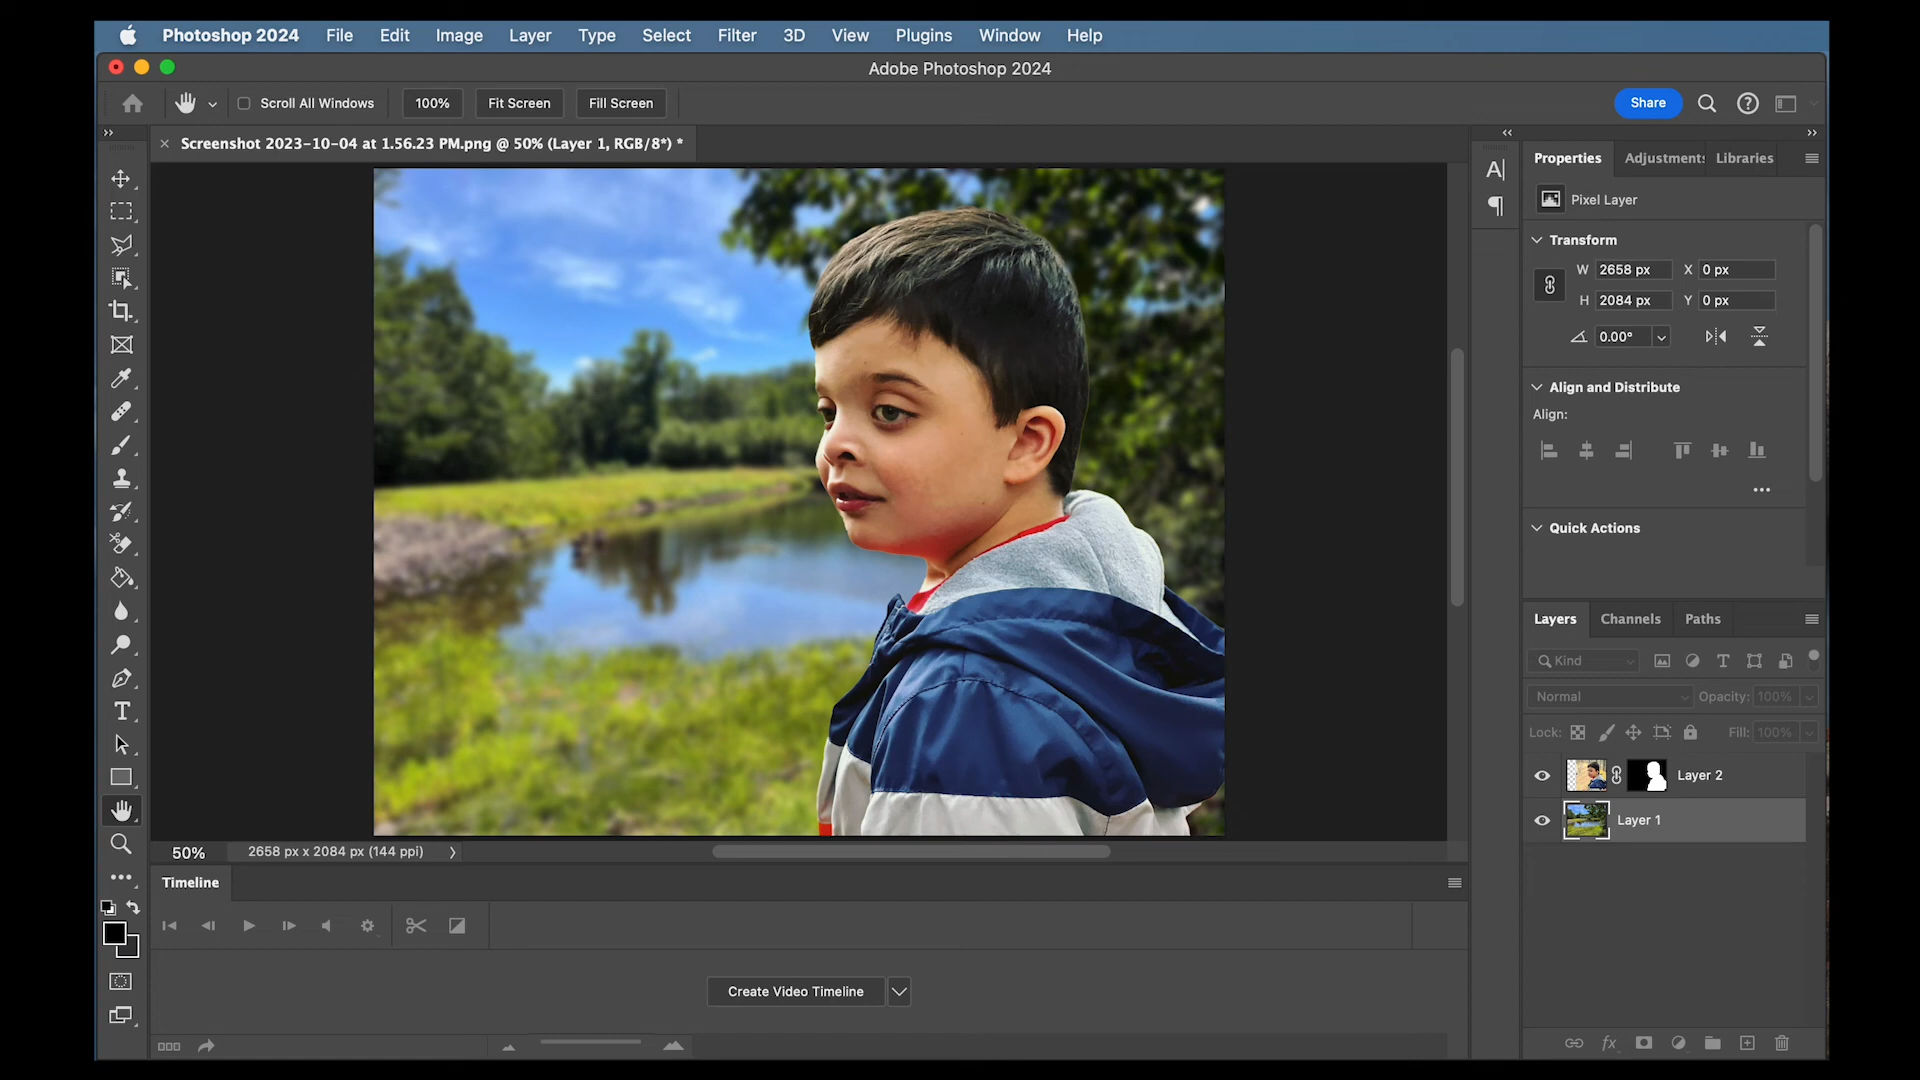 Photoshop 2024 File Edit Image Layer Type Select Filter 3D View Plugins Window Help
Adobe Photoshop 2024
Scroll All Windows 100% Fit Screen Fill Screen Share
Screenshot 2023-10-04 at 1.56.23 PM.png @ 50% (Layer 1, RGB/8*) *
Properties Adjustments Libraries
Pixel Layer
Transform
W 2658 px X 0 px
H 2084 px Y 0 px
0.00°
Align and Distribute
Align:
Quick Actions
Layers Channels Paths
Kind
Normal Opacity: 100%
Lock: Fill: 100%
Layer 2
Layer 1
50% 2658 px x 2084 px (144 ppi)
Timeline
Create Video Timeline